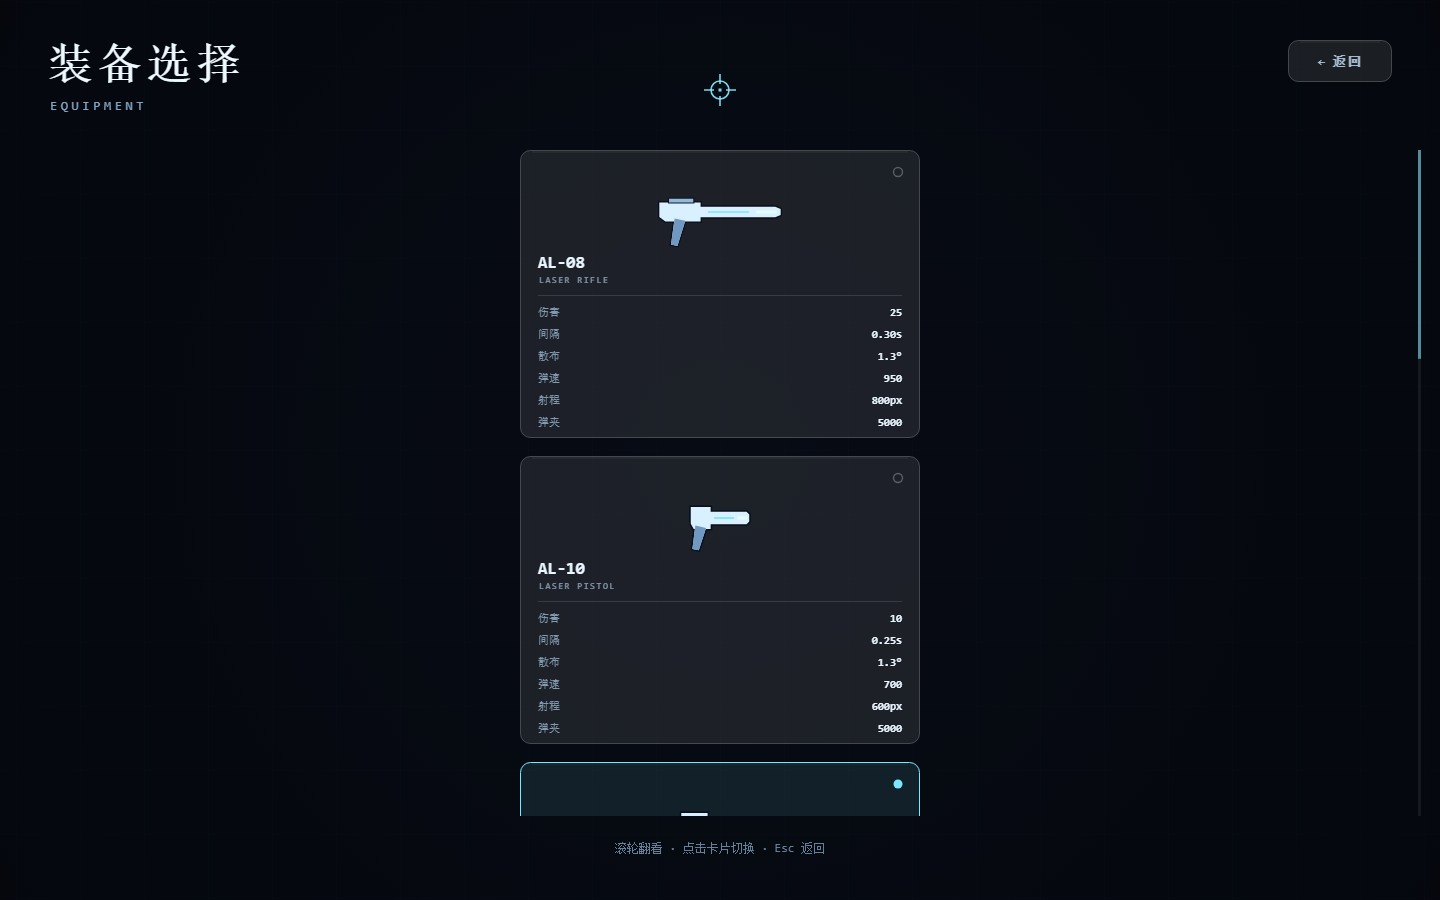 装备选择
EQUIPMENT
← 返回
AL-08
LASER RIFLE
伤害 25
间隔 0.30s
散布 1.3°
弹速 950
射程 800px
弹夹 5000
AL-10
LASER PISTOL
伤害 10
间隔 0.25s
散布 1.3°
弹速 700
射程 600px
弹夹 5000
滚轮翻看 · 点击卡片切换 · Esc 返回